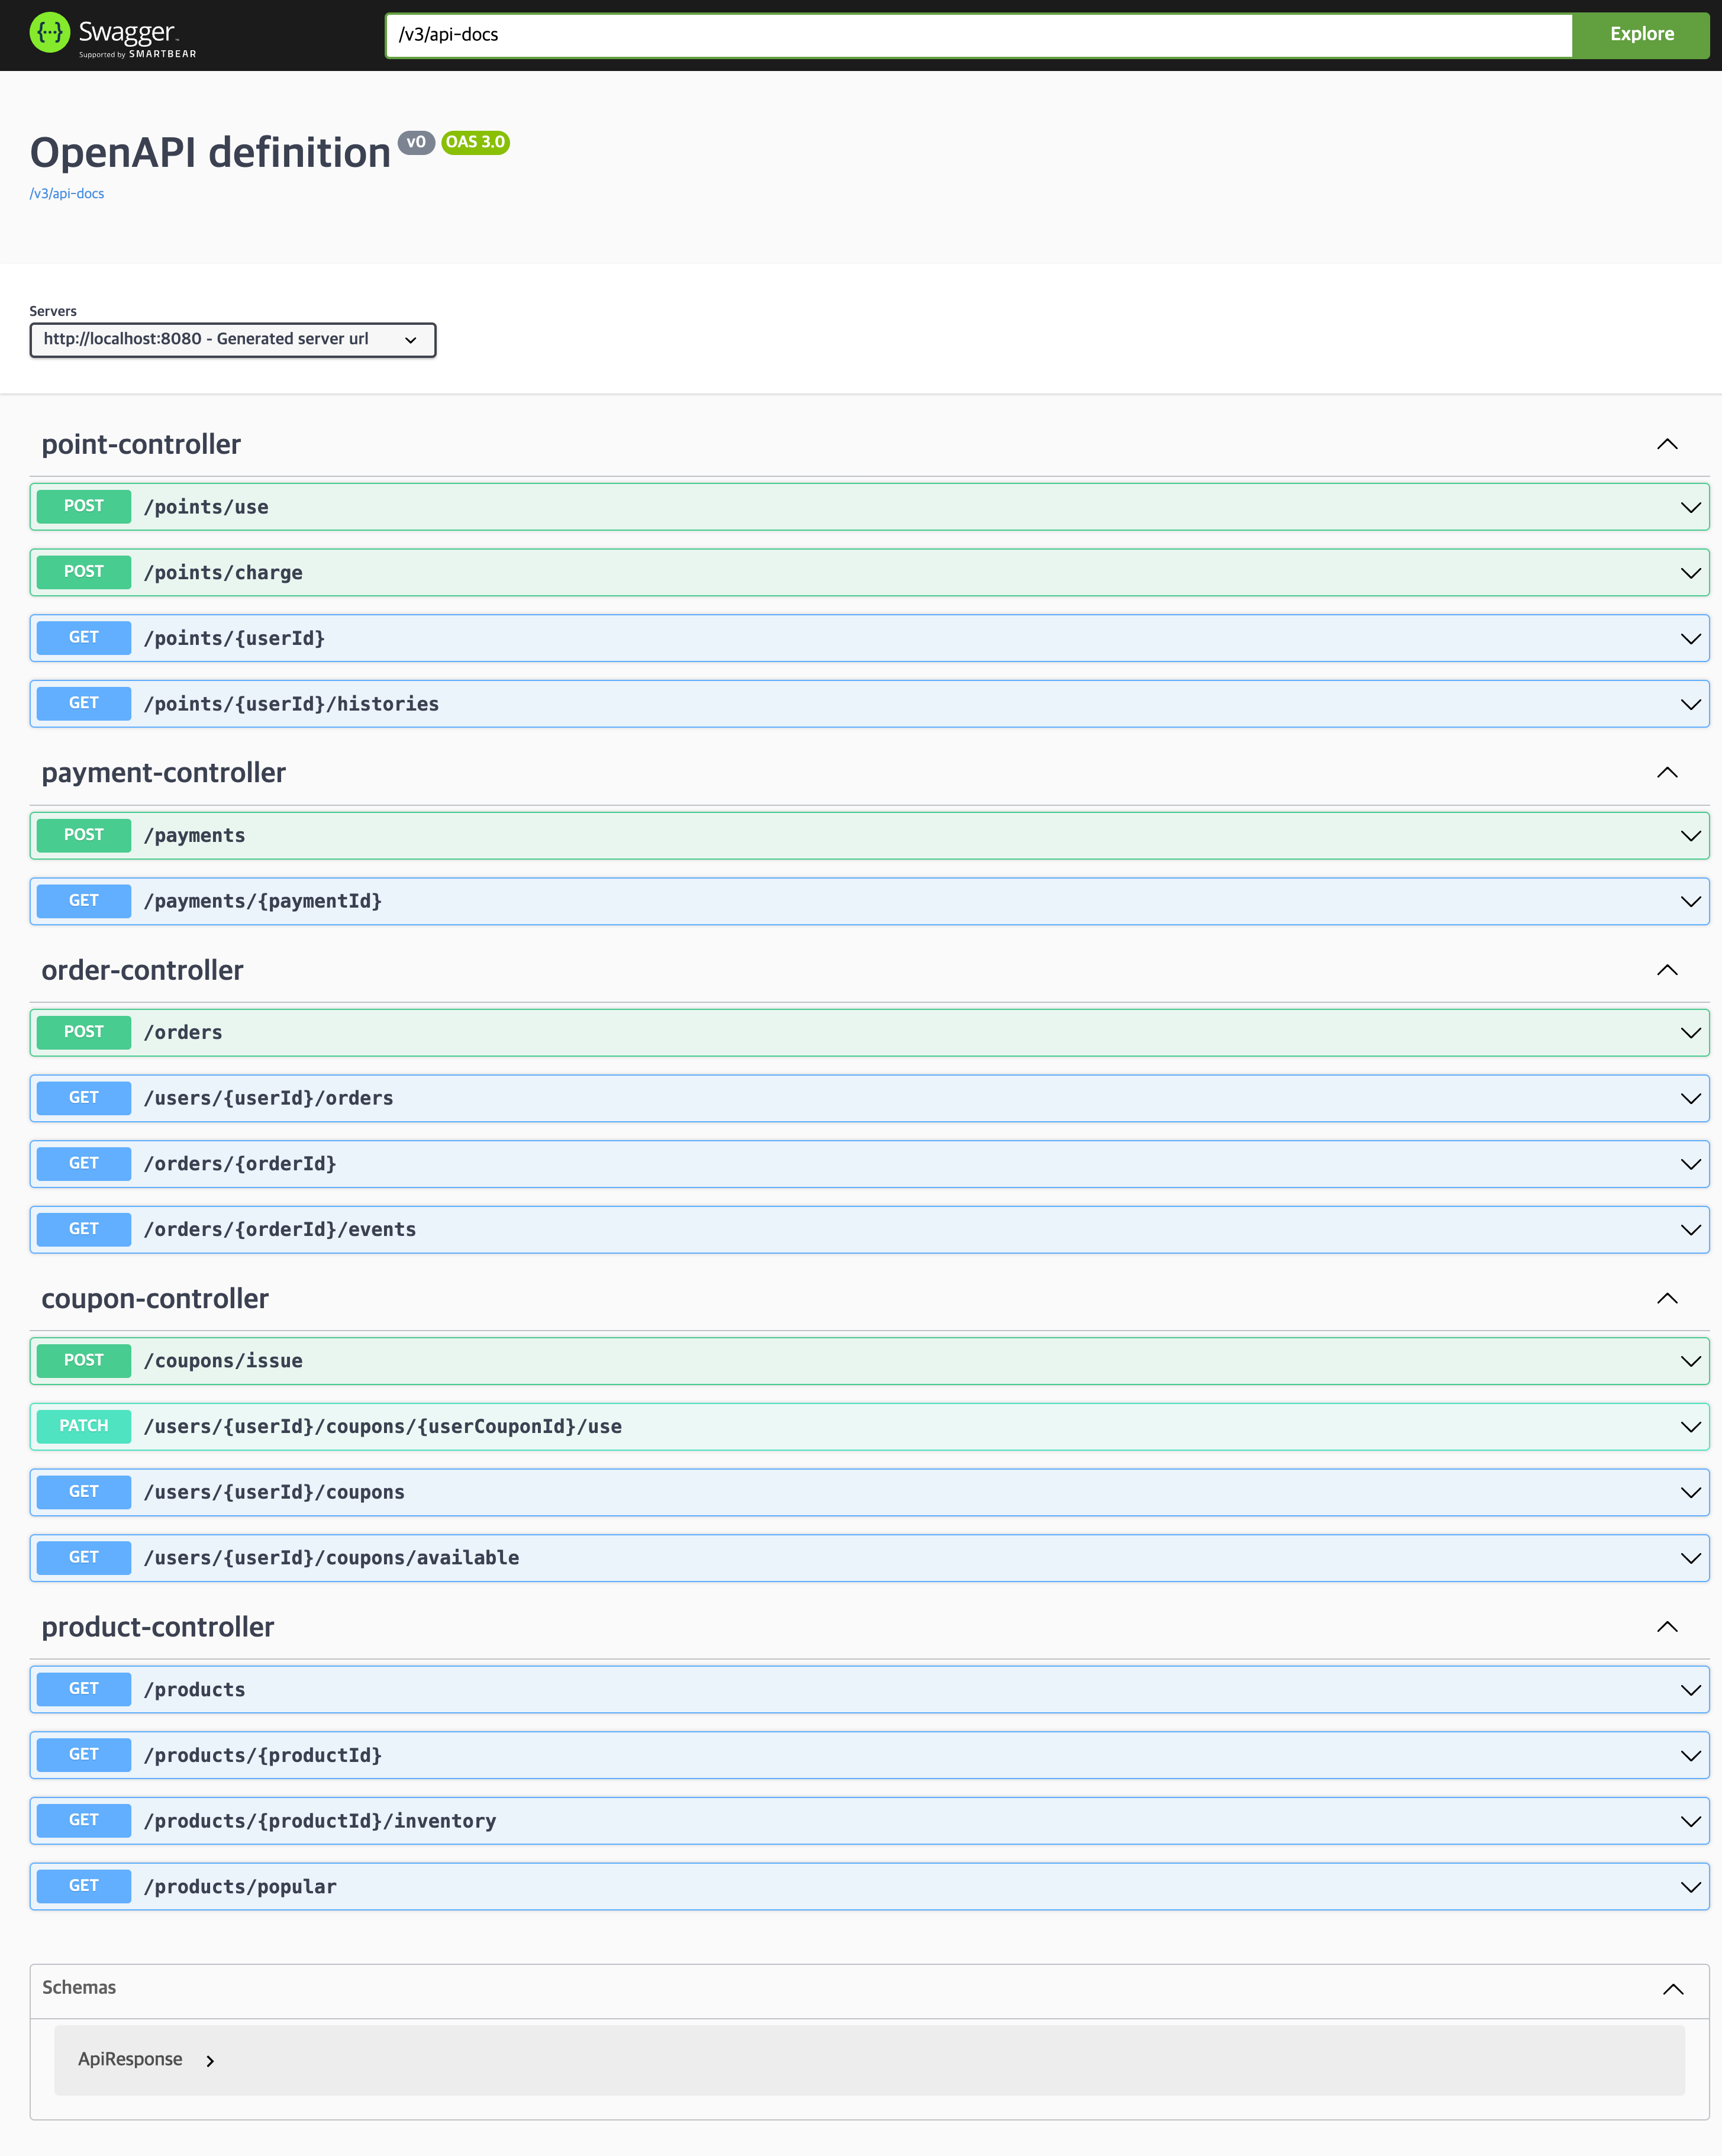 Swagger
Supported by SMARTBEAR
/v3/api-docs
Explore
OpenAPI definition v0 OAS 3.0
/v3/api-docs
Servers
http://localhost:8080 - Generated server url
point-controller
POST /points/use
POST /points/charge
GET /points/{userId}
GET /points/{userId}/histories
payment-controller
POST /payments
GET /payments/{paymentId}
order-controller
POST /orders
GET /users/{userId}/orders
GET /orders/{orderId}
GET /orders/{orderId}/events
coupon-controller
POST /coupons/issue
PATCH /users/{userId}/coupons/{userCouponId}/use
GET /users/{userId}/coupons
GET /users/{userId}/coupons/available
product-controller
GET /products
GET /products/{productId}
GET /products/{productId}/inventory
GET /products/popular
Schemas
ApiResponse